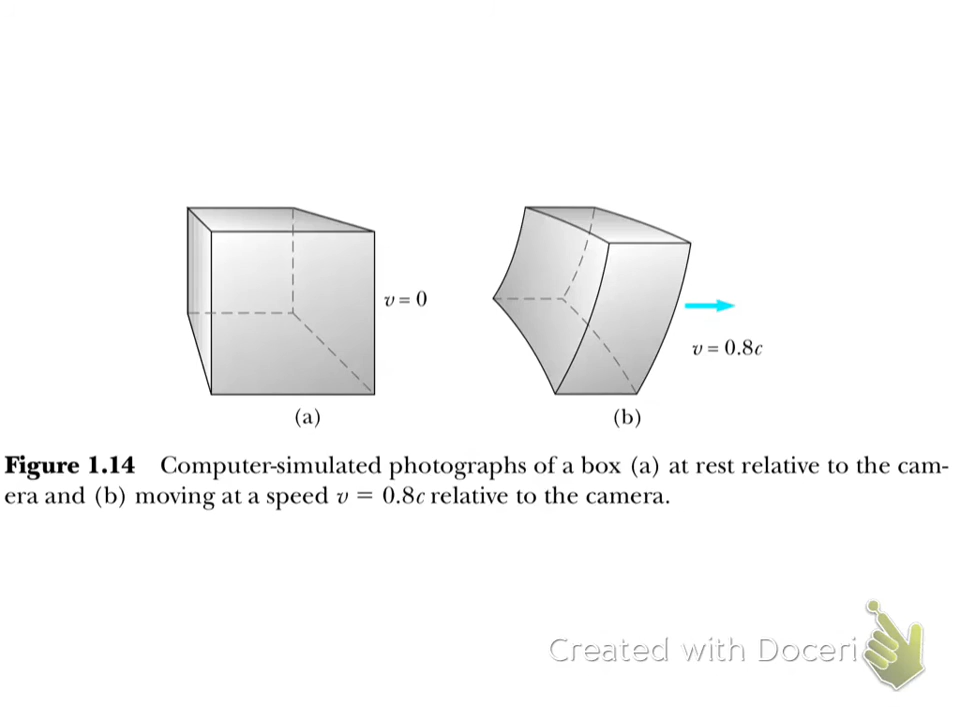 v = 0
v = 0.8c
(a)
(b)
Figure 1.14 Computer-simulated photographs of a box (a) at rest relative to the cam-
era and (b) moving at a speed v = 0.8c relative to the camera.
Created with Doceri